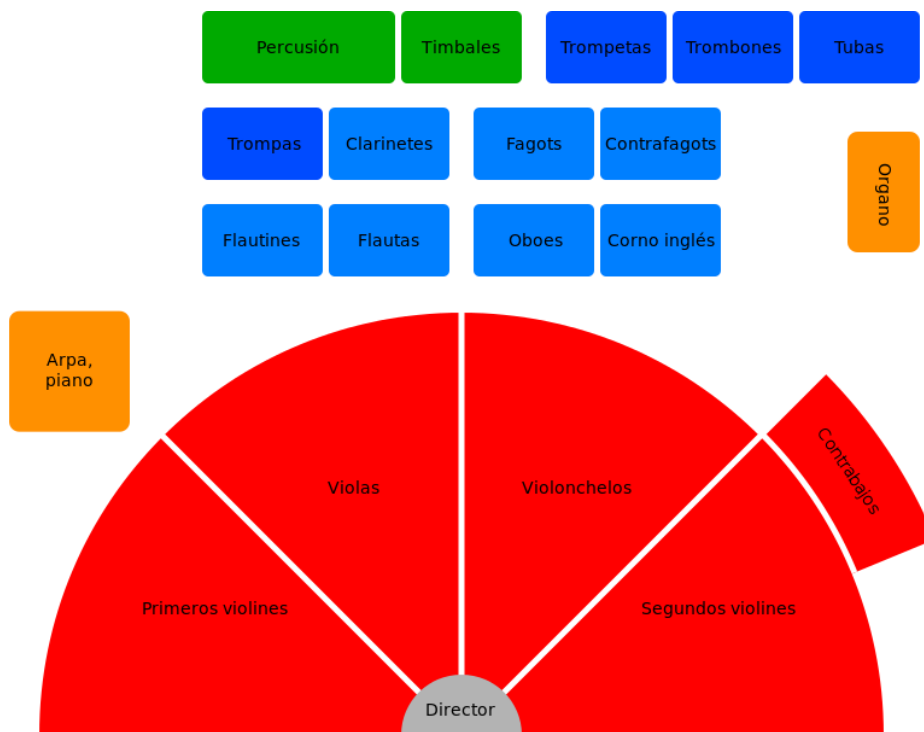 Percusión
Timbales
Trompetas
Trombones
Tubas
Trompas
Clarinetes
Fagots
Contrafagots
Organo
Flautines
Flautas
Oboes
Corno inglés
Arpa,
piano
Violas
Violonchelos
Contrabajos
Primeros violines
Segundos violines
Director